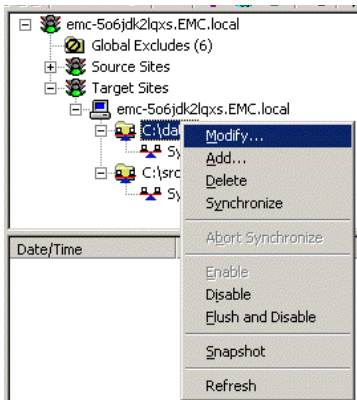 emc-5o6jdk2lqxs.EMC.local
Global Excludes (6)
Source Sites
Target Sites
emc-5o6jdk2lqxs.EMC.local
C:\da
Sy
C:\src
Sy
Modify...
Add...
Delete
Synchronize
Abort Synchronize
Enable
Disable
Flush and Disable
Snapshot
Refresh
Date/Time